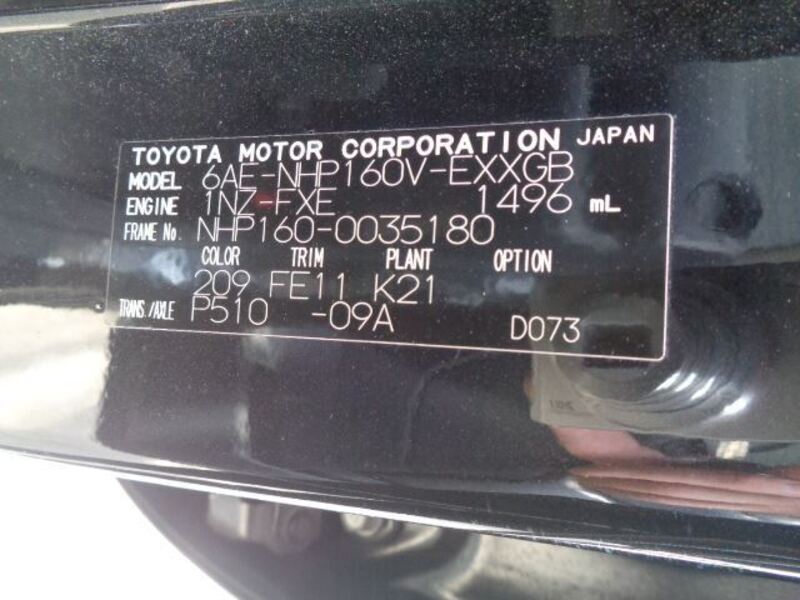 TOYOTA MOTOR CORPORATION JAPAN
MODEL 6AE-NHP160V-EXXGB
ENGINE 1NZ-FXE 1496 mL
FRAME No. NHP160-0035180
COLOR TRIM PLANT OPTION
209 FE11 K21
TRANS./AXLE P510 -09A D073